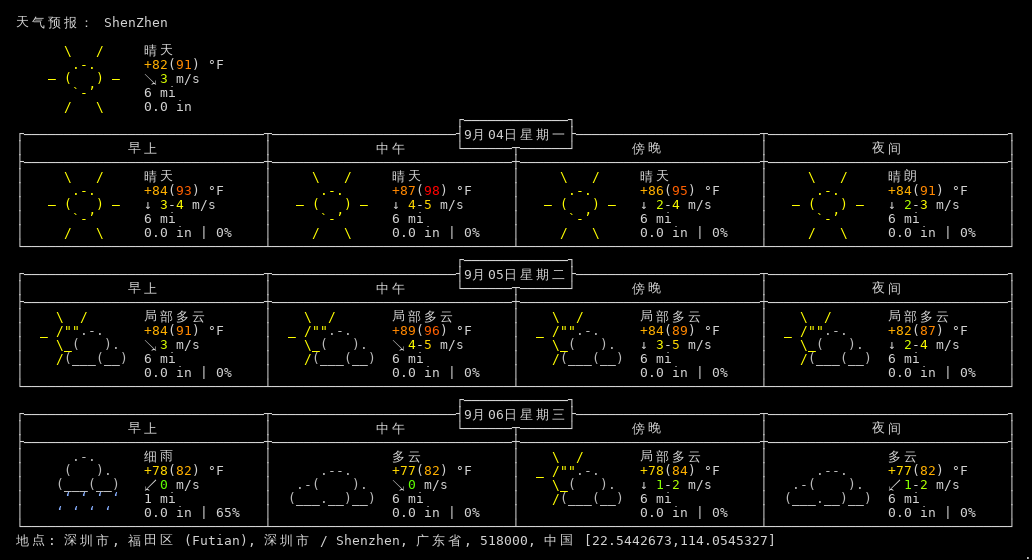 天气预报： ShenZhen
晴天
+82(91) °F
↘3 m/s
6 mi
0.0 in
9月04日星期一
早上 中午 傍晚 夜间
晴天 晴天 晴天 晴朗
+84(93) °F +87(98) °F +86(95) °F +84(91) °F
↓ 3-4 m/s ↓ 4-5 m/s ↓ 2-4 m/s ↓ 2-3 m/s
6 mi 6 mi 6 mi 6 mi
0.0 in | 0% 0.0 in | 0% 0.0 in | 0% 0.0 in | 0%
9月05日星期二
早上 中午 傍晚 夜间
局部多云 局部多云 局部多云 局部多云
+84(91) °F +89(96) °F +84(89) °F +82(87) °F
↘3 m/s ↘4-5 m/s ↓ 3-5 m/s ↓ 2-4 m/s
6 mi 6 mi 6 mi 6 mi
0.0 in | 0% 0.0 in | 0% 0.0 in | 0% 0.0 in | 0%
9月06日星期三
早上 中午 傍晚 夜间
细雨 多云 局部多云 多云
+78(82) °F +77(82) °F +78(84) °F +77(82) °F
↙0 m/s ↘0 m/s ↓ 1-2 m/s ↙1-2 m/s
1 mi 6 mi 6 mi 6 mi
0.0 in | 65% 0.0 in | 0% 0.0 in | 0% 0.0 in | 0%
地点: 深圳市, 福田区 (Futian), 深圳市 / Shenzhen, 广东省, 518000, 中国 [22.5442673,114.0545327]